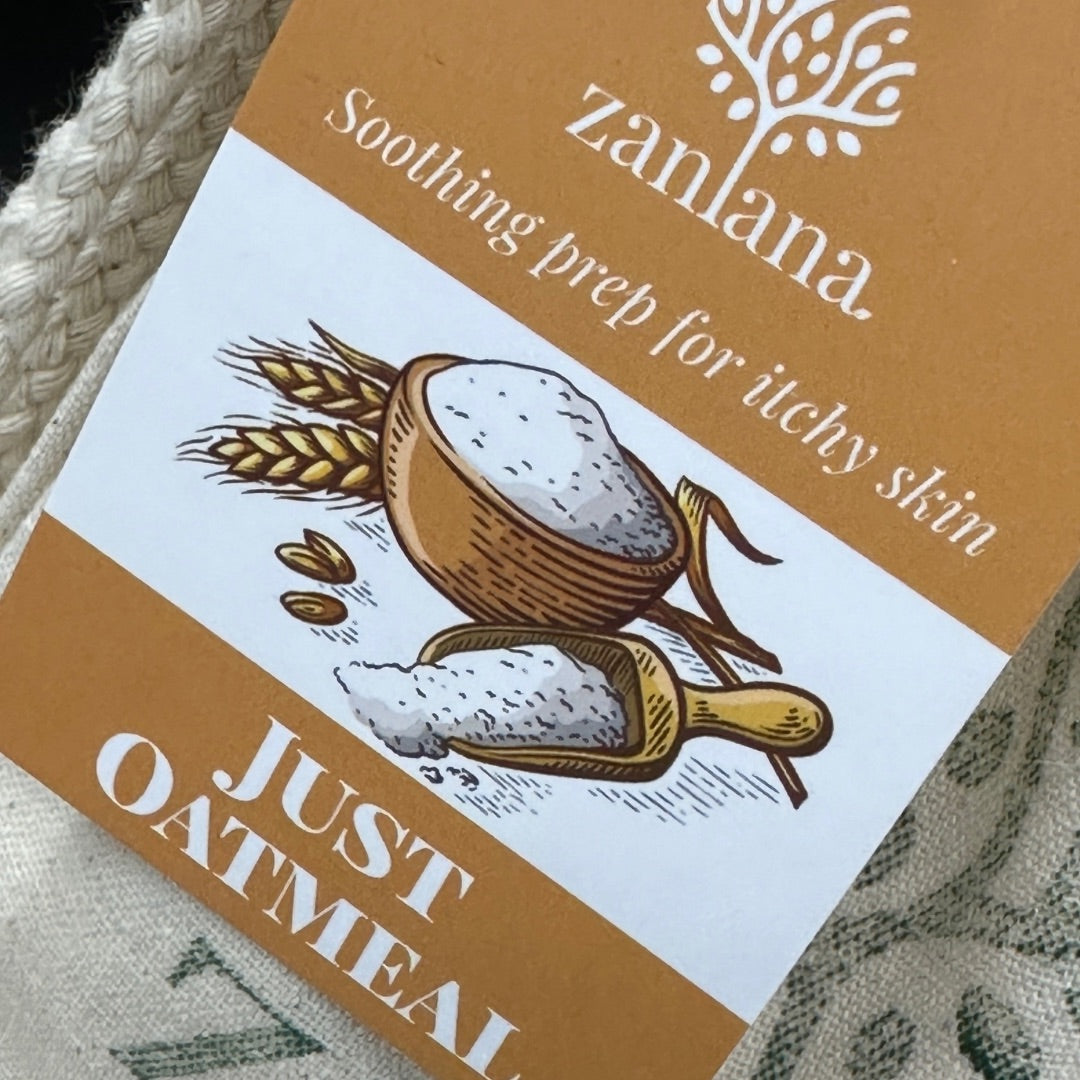 zanlana.
Soothing prep for itchy skin
JUST
OATMEAL